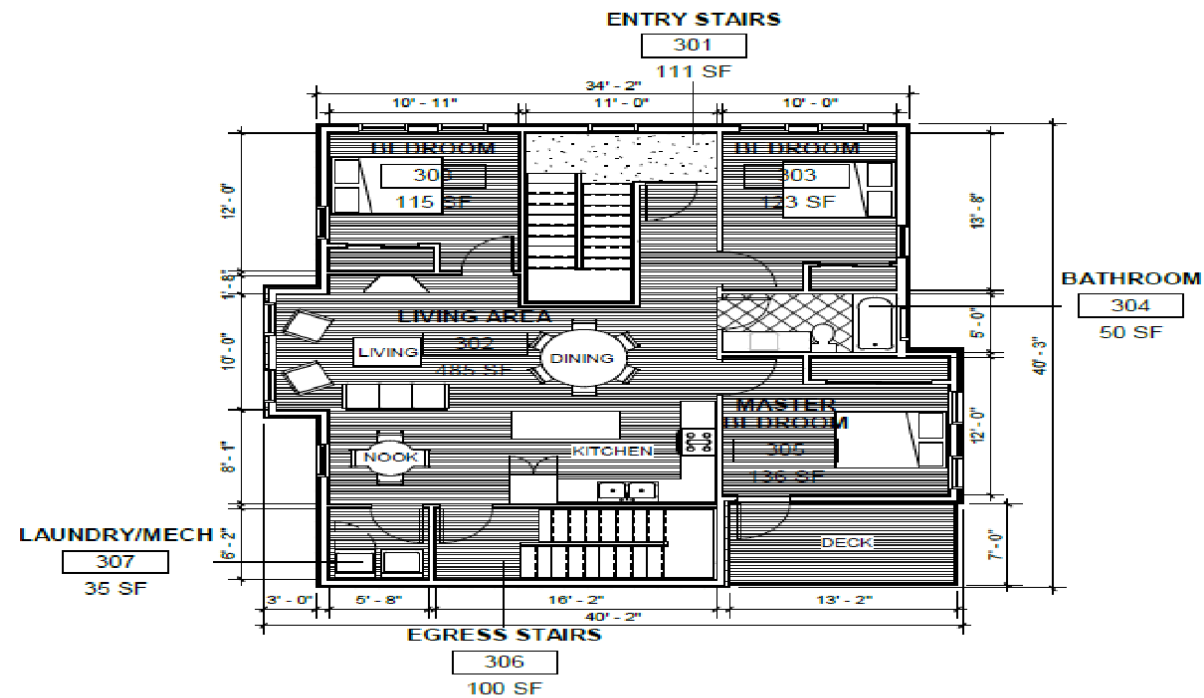 ENTRY STAIRS
301
111 SF
34' - 2"
10' - 11"
11' - 0"
10' - 0"
BEDROOM
115 SF
BEDROOM
303
123 SF
12' - 0"
13' - 8"
1' - 8"
BATHROOM
304
50 SF
LIVING AREA
302
485 SF
LIVING
DINING
10' - 0"
5' - 0"
40' - 3"
MASTER
BEDROOM
305
136 SF
12' - 0"
KITCHEN
NOOK
8' - 1"
LAUNDRY/MECH
307
35 SF
6' - 2"
DECK
7' - 0"
3' - 0"
5' - 8"
16' - 2"
13' - 2"
40' - 2"
EGRESS STAIRS
306
100 SF